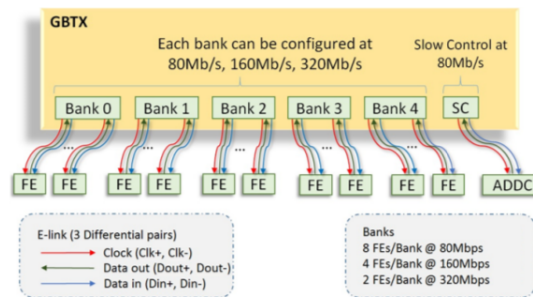 GBTX
Each bank can be configured at
80Mb/s, 160Mb/s, 320Mb/s
Slow Control at
80Mb/s
Bank 0 Bank 1 Bank 2 Bank 3 Bank 4 SC
... ... ... ... ...
FE FE FE FE FE FE FE FE FE FE ADDC
E-link (3 Differential pairs)
Clock (Clk+, Clk-)
Data out (Dout+, Dout-)
Data in (Din+, Din-)
Banks
8 FEs/Bank @ 80Mbps
4 FEs/Bank @ 160Mbps
2 FEs/Bank @ 320Mbps